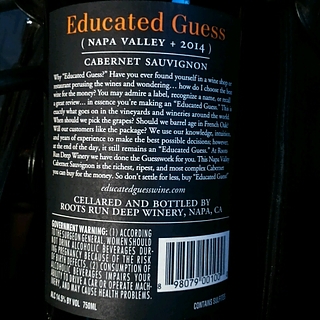 Educated Guess
( NAPA VALLEY + 2014 )
CABERNET SAUVIGNON
Why "Educated Guess?" Have you ever found yourself in a wine shop or
restaurant perusing the wines and wondering... how do I choose the best
wine for the money? You may admire a label, recognize a name, or recall
a great review... in essence you're making an "Educated Guess." This is
exactly what goes on in the vineyards and wineries around the world.
When should we pick the grapes? Should we barrel age in French Oak?
Will our customers like the package? We use our knowledge, intuition,
and years of experience to make the best possible decisions; however,
at the end of the day, it still remains an "Educated Guess." At Roots
Run Deep Winery we have done the Guesswork for you. This Napa Valley
Cabernet Sauvignon is the richest, ripest, and most complex Cabernet
you can buy for the money. So don't settle for less, buy "Educated Guess!"
educatedguesswine.com
CELLARED AND BOTTLED BY
ROOTS RUN DEEP WINERY, NAPA, CA
GOVERNMENT WARNING: (1) ACCORDING
TO THE SURGEON GENERAL, WOMEN SHOULD
NOT DRINK ALCOHOLIC BEVERAGES DUR-
ING PREGNANCY BECAUSE OF THE RISK
OF BIRTH DEFECTS. (2) CONSUMPTION OF
ALCOHOLIC BEVERAGES IMPAIRS YOUR
ABILITY TO DRIVE A CAR OR OPERATE MACH-
INERY, AND MAY CAUSE HEALTH PROBLEMS.
ALC 14.9% BY VOL 750ML
8 98079 00100
CONTAINS SULFITES